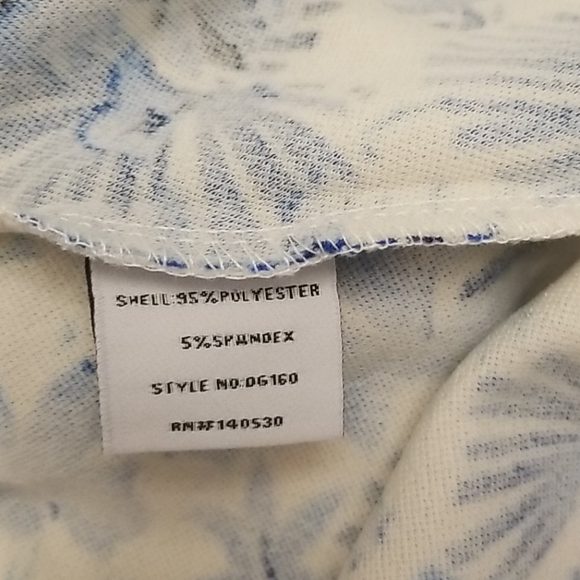 SHELL:95%POLYESTER
5%SPANDEX
STYLE NO:DG160
RN#140530